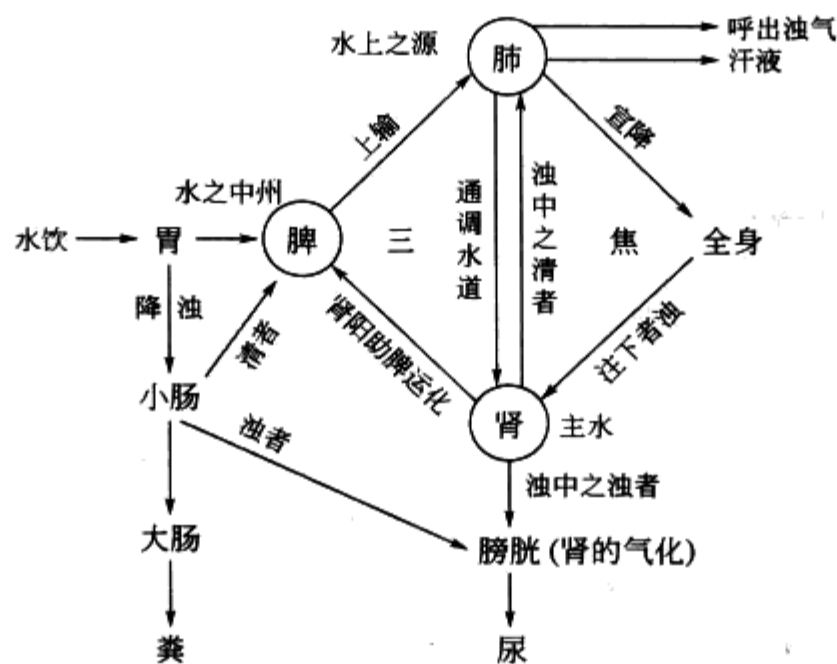 呼出浊气
水上之源
肺
汗液
上输
宣降
水之中州
通调水道
浊中之清者
水饮
胃
脾
三
焦
全身
降浊
清者
肾阳助脾运化
注下者浊
小肠
浊者
肾
主水
浊中之浊者
大肠
膀胱(肾的气化)
粪
尿